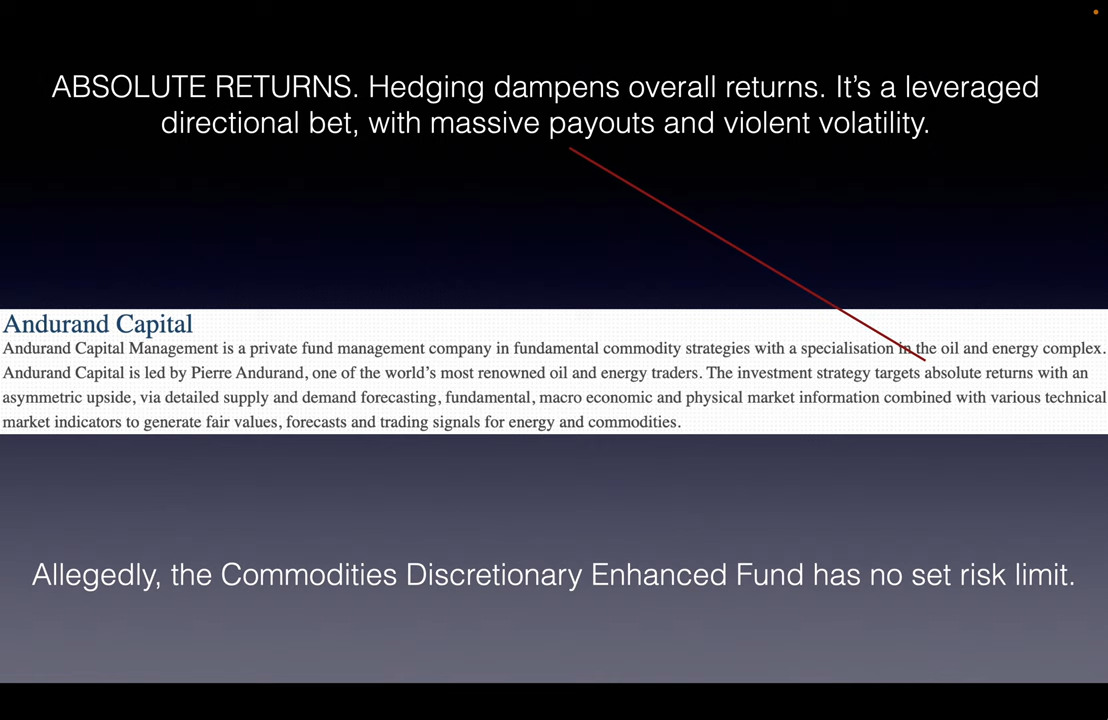 ABSOLUTE RETURNS. Hedging dampens overall returns. It’s a leveraged
directional bet, with massive payouts and violent volatility.
Andurand Capital
Andurand Capital Management is a private fund management company in fundamental commodity strategies with a specialisation in the oil and energy complex.
Andurand Capital is led by Pierre Andurand, one of the world’s most renowned oil and energy traders. The investment strategy targets absolute returns with an
asymmetric upside, via detailed supply and demand forecasting, fundamental, macro economic and physical market information combined with various technical
market indicators to generate fair values, forecasts and trading signals for energy and commodities.
Allegedly, the Commodities Discretionary Enhanced Fund has no set risk limit.